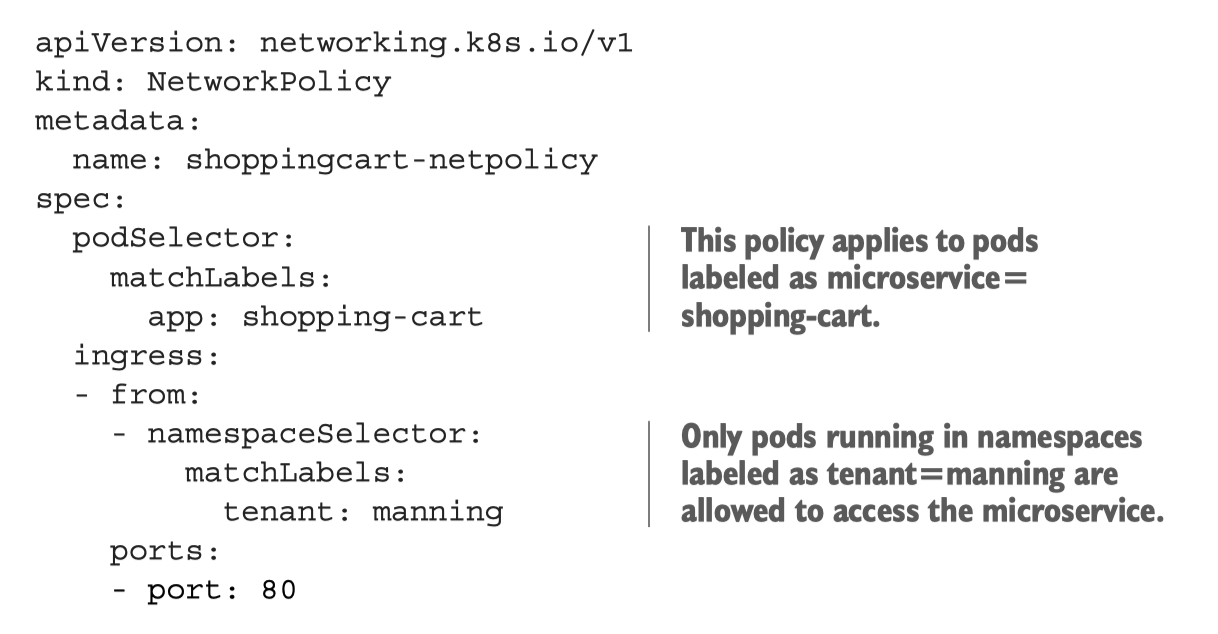 apiVersion: networking.k8s.io/v1
kind: NetworkPolicy
metadata:
  name: shoppingcart-netpolicy
spec:
  podSelector:
    matchLabels:
      app: shopping-cart
  ingress:
  - from:
    - namespaceSelector:
        matchLabels:
          tenant: manning
    ports:
    - port: 80
This policy applies to pods
labeled as microservice=
shopping-cart.
Only pods running in namespaces
labeled as tenant=manning are
allowed to access the microservice.